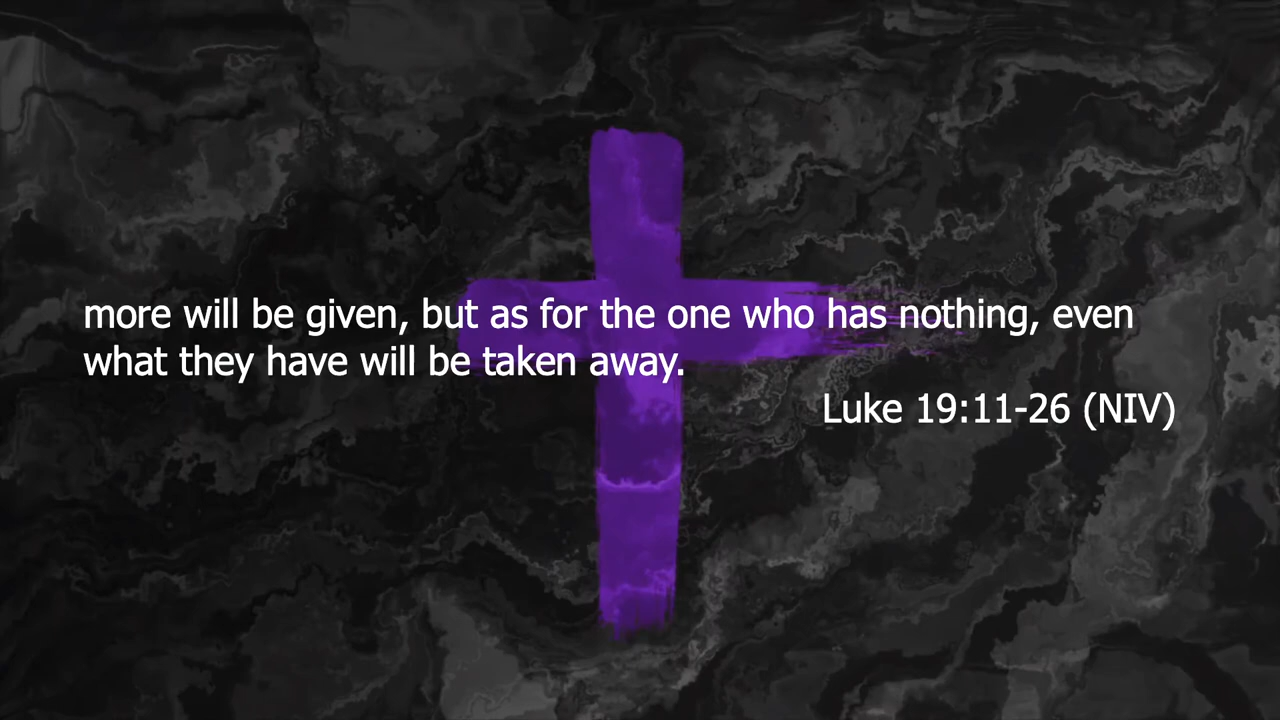 more will be given, but as for the one who has nothing, even
what they have will be taken away.
Luke 19:11-26 (NIV)